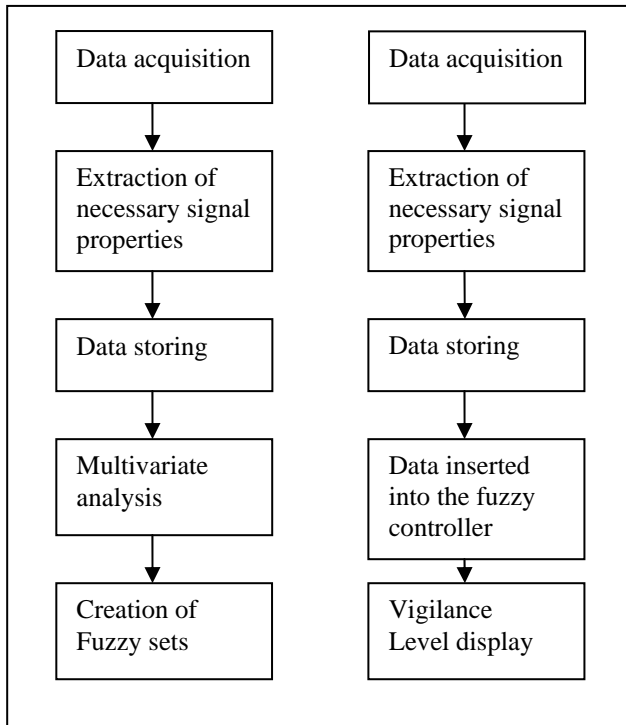 Data acquisition
Extraction of
necessary signal
properties
Data storing
Multivariate
analysis
Creation of
Fuzzy sets
Data acquisition
Extraction of
necessary signal
properties
Data storing
Data inserted
into the fuzzy
controller
Vigilance
Level display